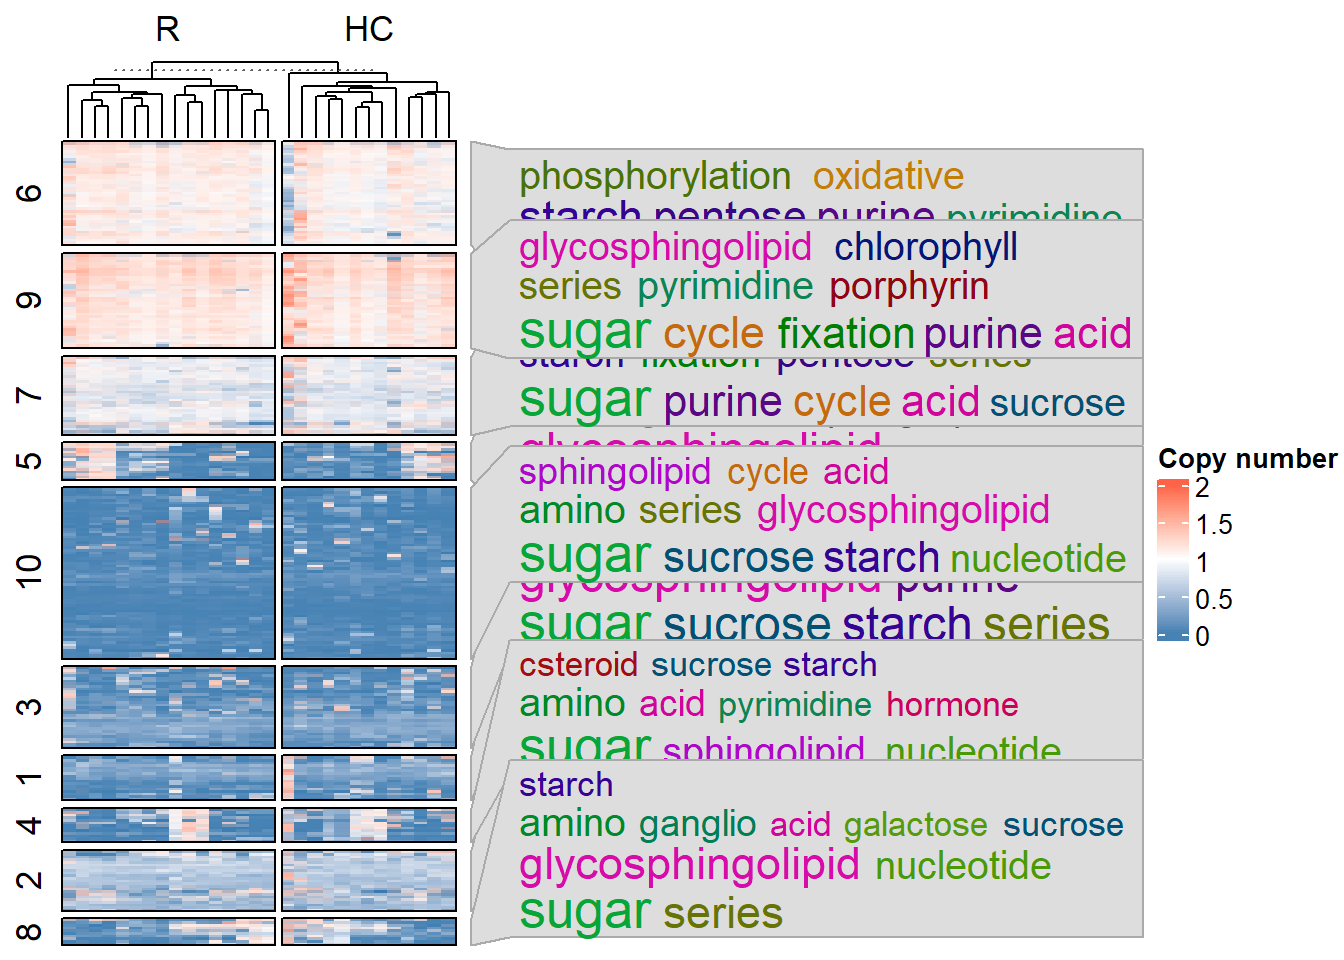 R HC
6
9
7
5
10
3
1
4
2
8
phosphorylation oxidative
starch pentose purine pyrimidine
glycosphingolipid chlorophyll
series pyrimidine porphyrin
sugar cycle fixation purine acid
starch fixation pentose series
sugar purine cycle acid sucrose
glycosphingolipid
sphingolipid cycle acid
amino series glycosphingolipid
sugar sucrose starch nucleotide
glycosphingolipid purine
sugar sucrose starch series
csteroid sucrose starch
amino acid pyrimidine hormone
sugar sphingolipid nucleotide
starch
amino ganglio acid galactose sucrose
glycosphingolipid nucleotide
sugar series
Copy number
2
1.5
1
0.5
0